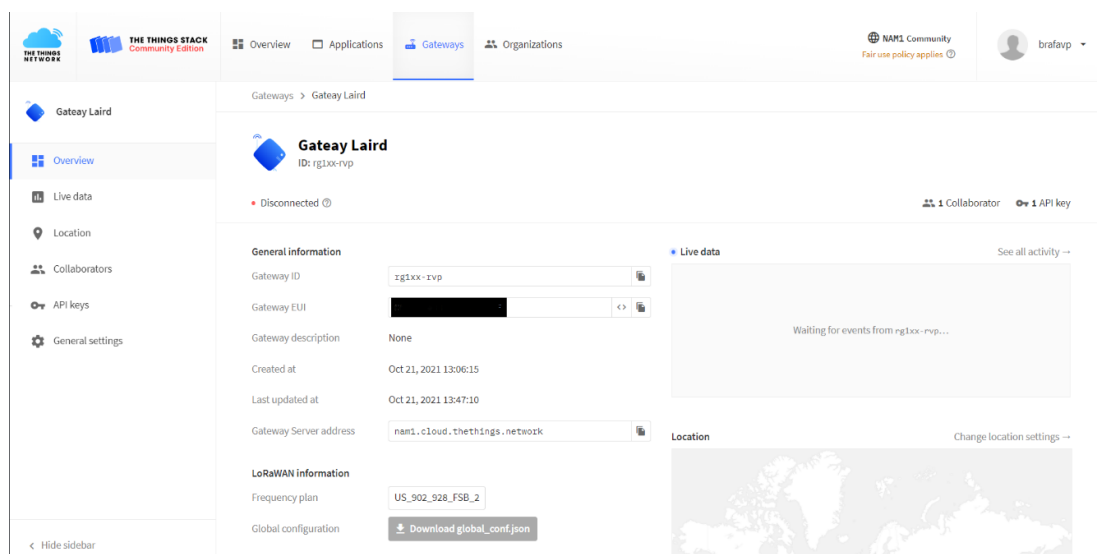 THE THINGS NETWORK
THE THINGS STACK
Community Edition
Overview
Applications
Gateways
Organizations
NAM1 Community
Fair use policy applies
brafavp
Gateay Laird
Overview
Live data
Location
Collaborators
API keys
General settings
Hide sidebar
Gateways > Gateay Laird
Gateay Laird
ID: rg1xx-rvp
Disconnected
1 Collaborator
1 API key
General information
Gateway ID
rg1xx-rvp
Gateway EUI
Gateway description
None
Created at
Oct 21, 2021 13:06:15
Last updated at
Oct 21, 2021 13:47:10
Gateway Server address
nam1.cloud.thethings.network
LoRaWAN information
Frequency plan
US_902_928_FSB_2
Global configuration
Download global_conf.json
Live data
See all activity →
Waiting for events from rg1xx-rvp...
Location
Change location settings →